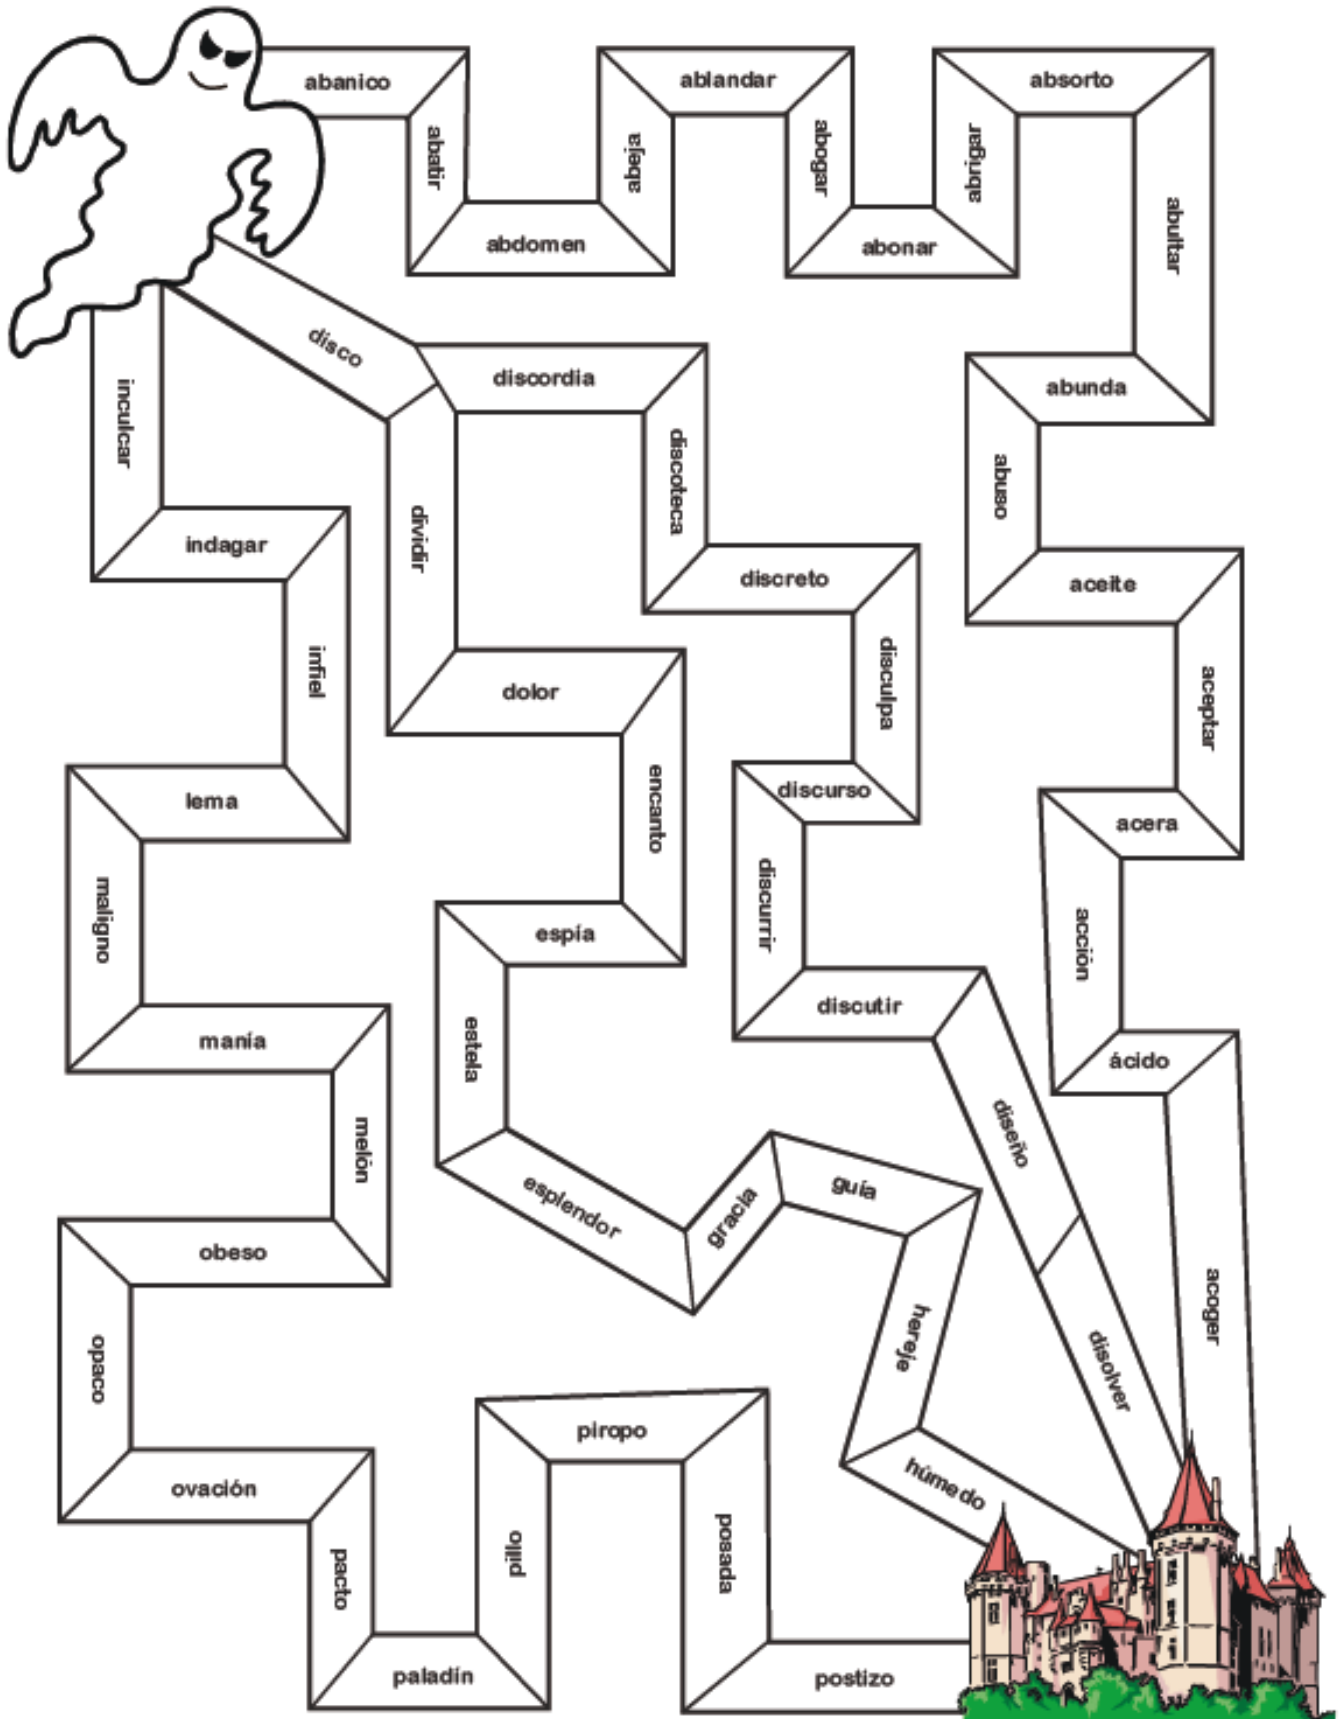 abanico
abatir
abdomen
abeja
ablandar
abogar
abonar
abrigar
absorto
abultar
abunda
abuso
aceite
aceptar
acera
acción
ácido
acoger
disco
discordia
discoteca
discreto
disculpa
discurso
discurrir
discutir
diseño
disolver
dividir
dolor
encanto
espía
estela
esplendor
gracia
guía
hereje
húmedo
inculcar
indagar
infiel
lema
maligno
manía
melón
obeso
opaco
ovación
pacto
paladín
pillo
piropo
posada
postizo